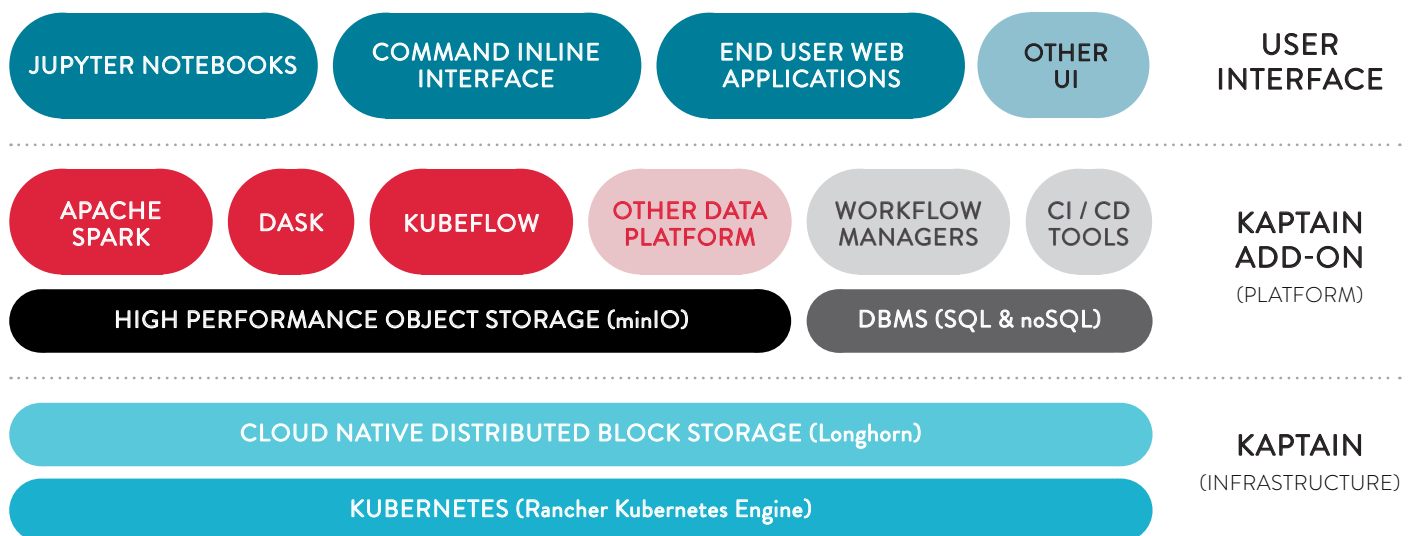 JUPYTER NOTEBOOKS
COMMAND INLINE
INTERFACE
END USER WEB
APPLICATIONS
OTHER
UI
USER
INTERFACE
APACHE
SPARK
DASK
KUBEFLOW
OTHER DATA
PLATFORM
WORKFLOW
MANAGERS
CI / CD
TOOLS
KAPTAIN
ADD-ON
(PLATFORM)
HIGH PERFORMANCE OBJECT STORAGE (minIO)
DBMS (SQL & noSQL)
CLOUD NATIVE DISTRIBUTED BLOCK STORAGE (Longhorn)
KAPTAIN
(INFRASTRUCTURE)
KUBERNETES (Rancher Kubernetes Engine)